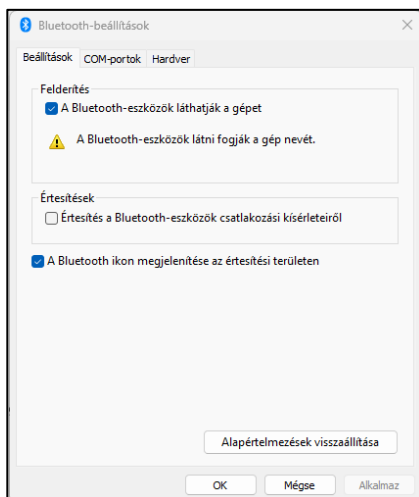 Bluetooth-beállítások
Beállítások COM-portok Hardver
Felderítés
A Bluetooth-eszközök láthatják a gépet
A Bluetooth-eszközök látni fogják a gép nevét.
Értesítések
Értesítés a Bluetooth-eszközök csatlakozási kísérleteiről
A Bluetooth ikon megjelenítése az értesítési területen
Alapértelmezések visszaállítása
OK Mégse Alkalmaz